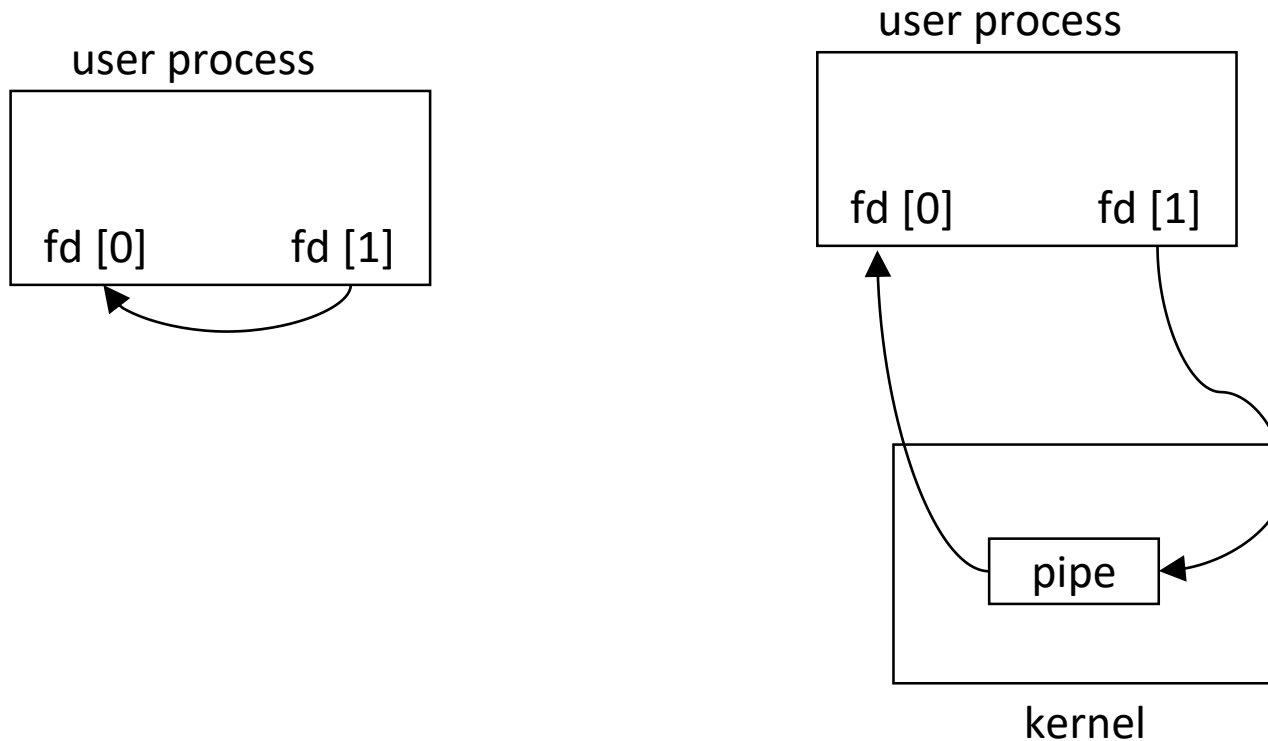 user process
fd [0] fd [1]
user process
fd [0] fd [1]
pipe
kernel